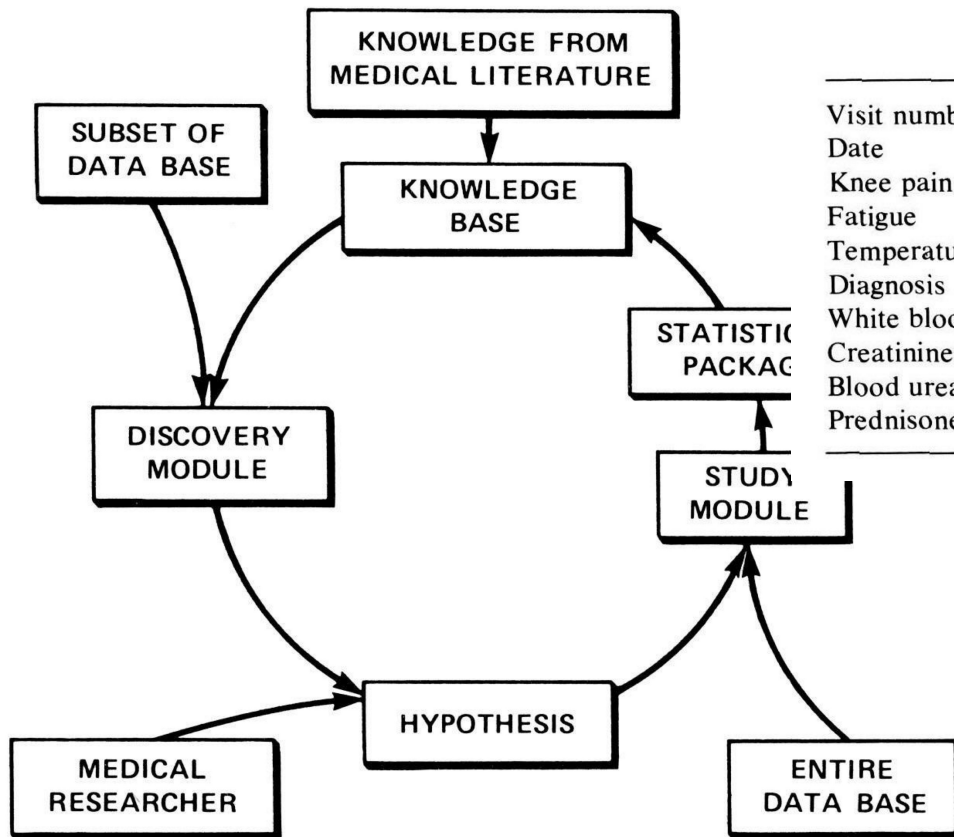 KNOWLEDGE FROM
MEDICAL LITERATURE
SUBSET OF
DATA BASE
KNOWLEDGE
BASE
DISCOVERY
MODULE
STUDY
MODULE
HYPOTHESIS
MEDICAL
RESEARCHER
ENTIRE
DATA BASE
Visit
Date
Knee pain
Fatigue
Diagnosis
White
Creatinine
Blood
Prednisone